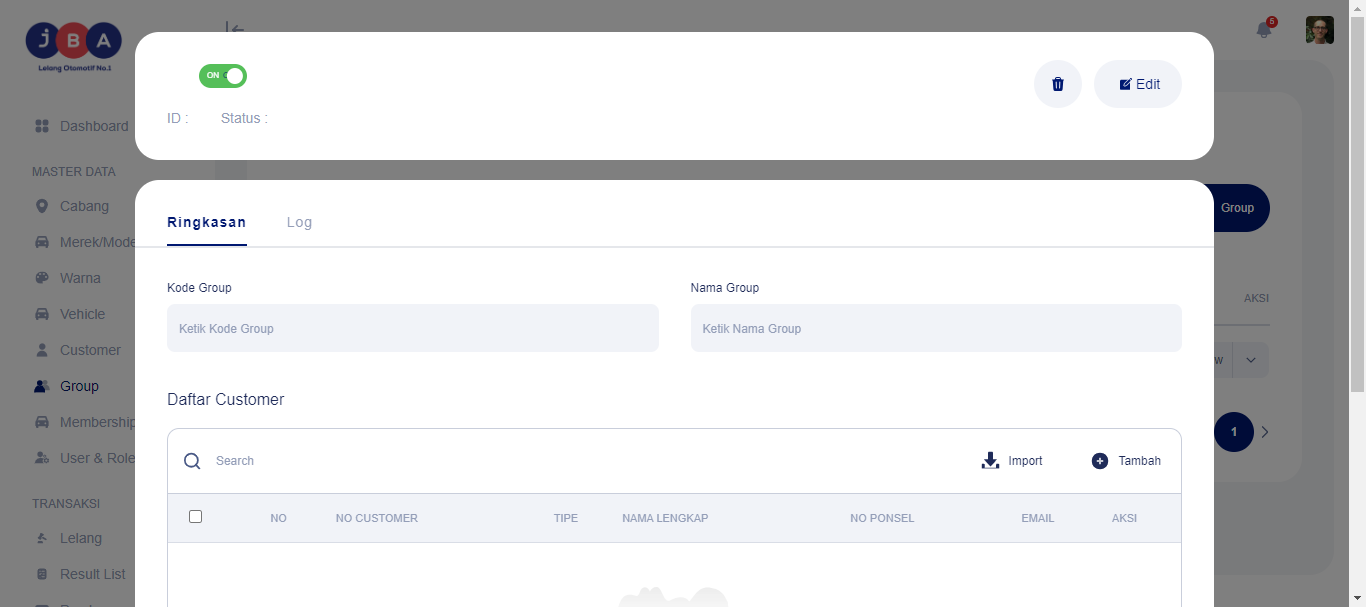 JBA
Lelang Otomotif No.1
5
ON
ID :
Status :
Edit
Dashboard
MASTER DATA
Cabang
Merek/Mode
Warna
Vehicle
Customer
Group
Membership
User & Role
TRANSAKSI
Lelang
Result List
Ringkasan
Log
Group
Kode Group
Nama Group
Ketik Kode Group
Ketik Nama Group
AKSI
w
1
Daftar Customer
Search
Import
Tambah
NO
NO CUSTOMER
TIPE
NAMA LENGKAP
NO PONSEL
EMAIL
AKSI